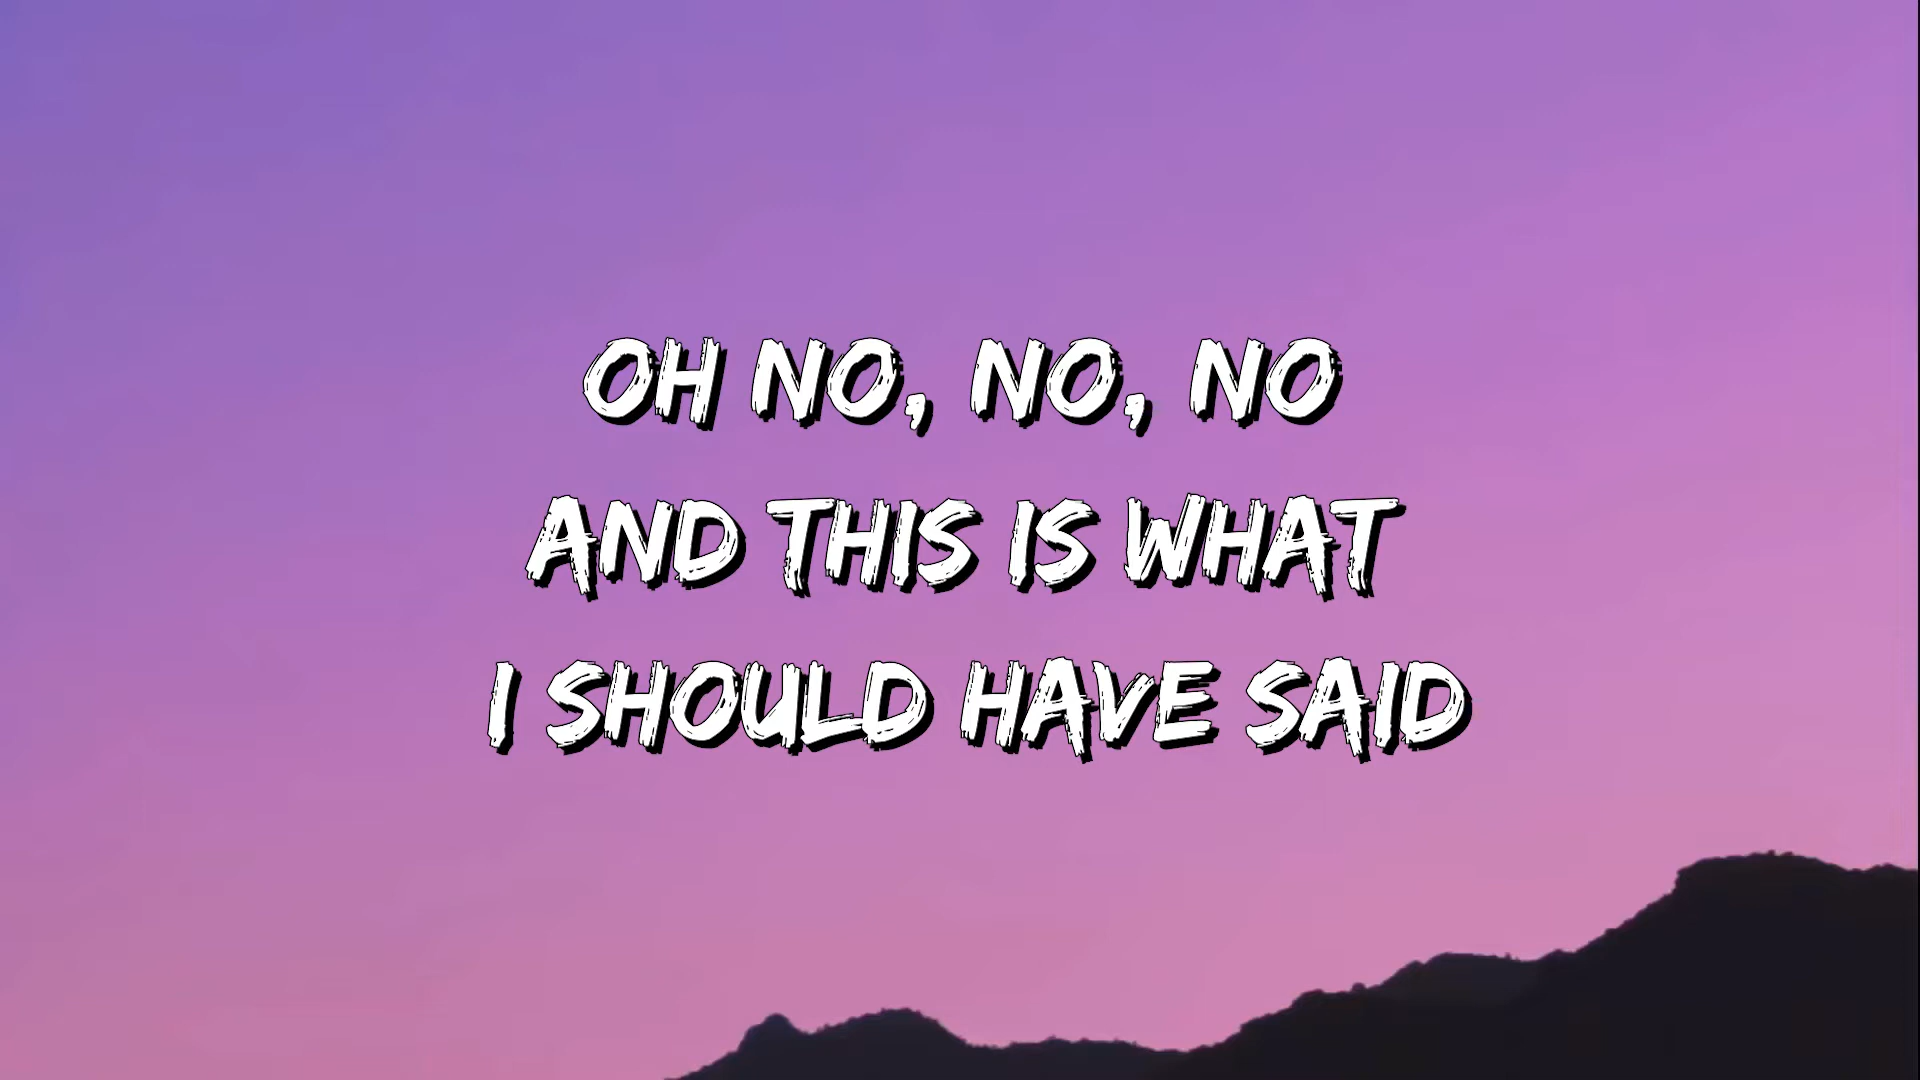 OH NO, NO, NO
AND THIS IS WHAT
I SHOULD HAVE SAID